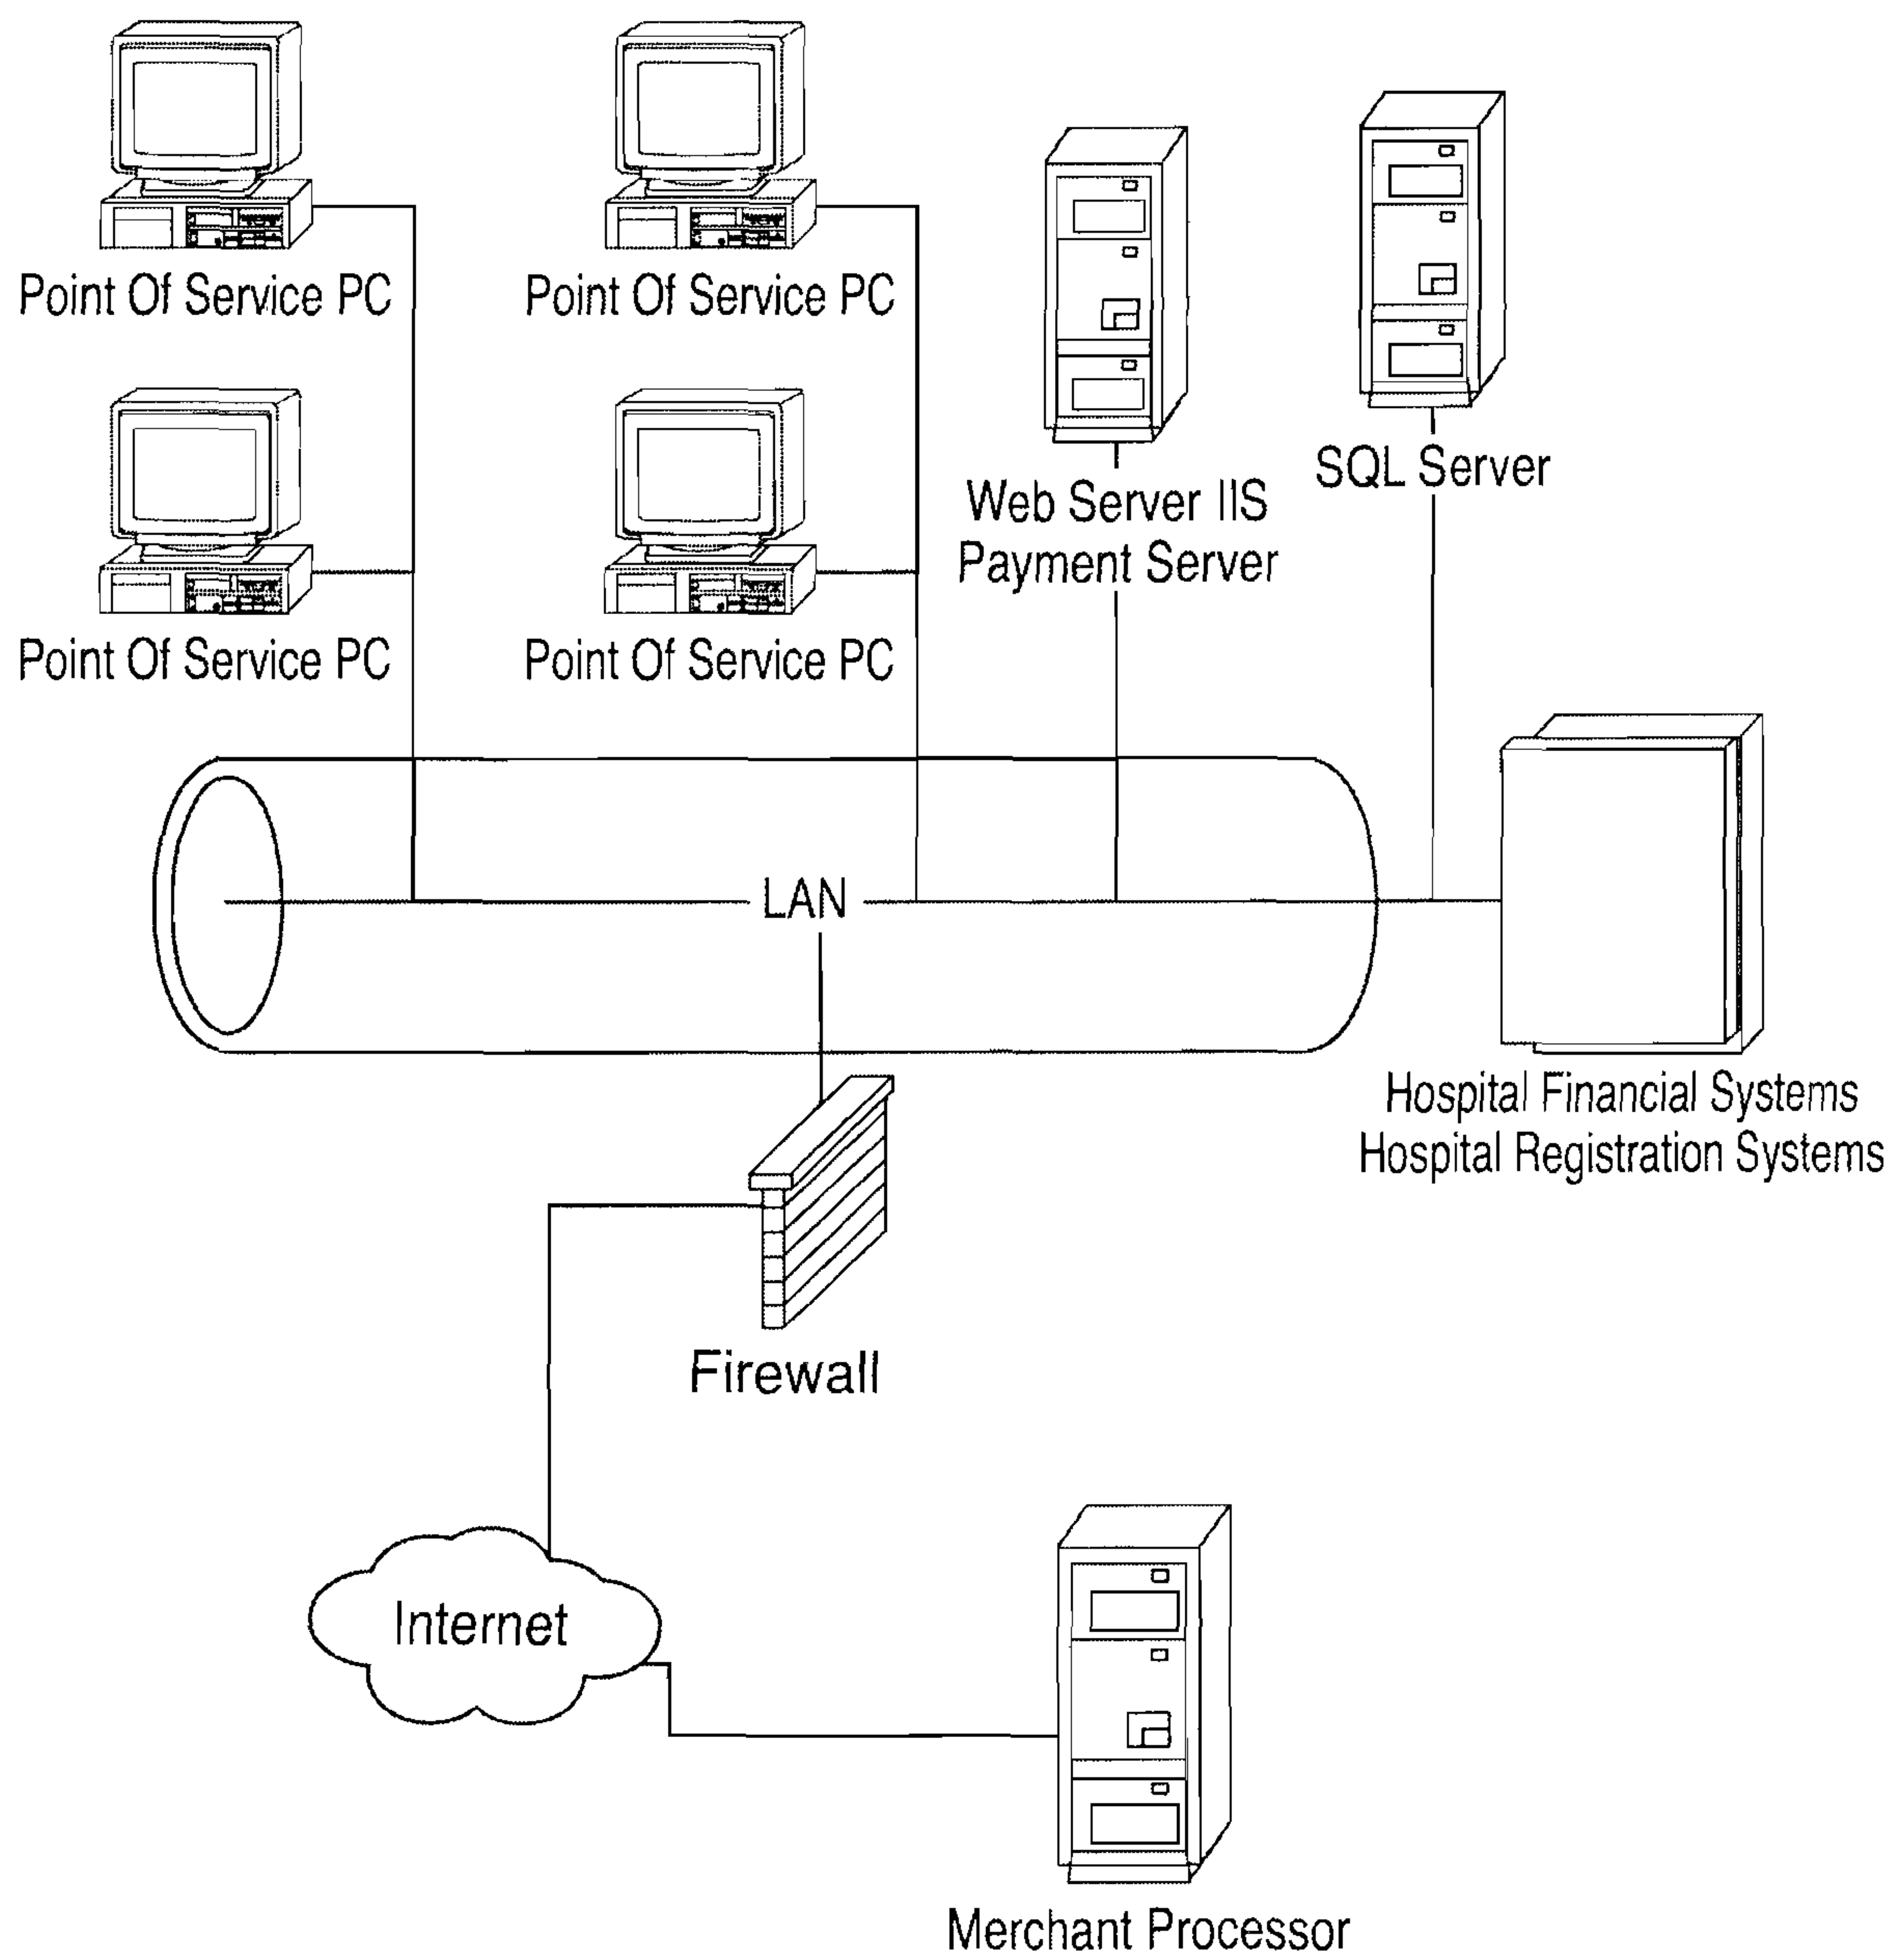 Point Of Service PC
Point Of Service PC
Web Server IIS
Payment Server
SQL Server
Point Of Service PC
Point Of Service PC
LAN
Hospital Financial Systems
Hospital Registration Systems
Firewall
Internet
Merchant Processor